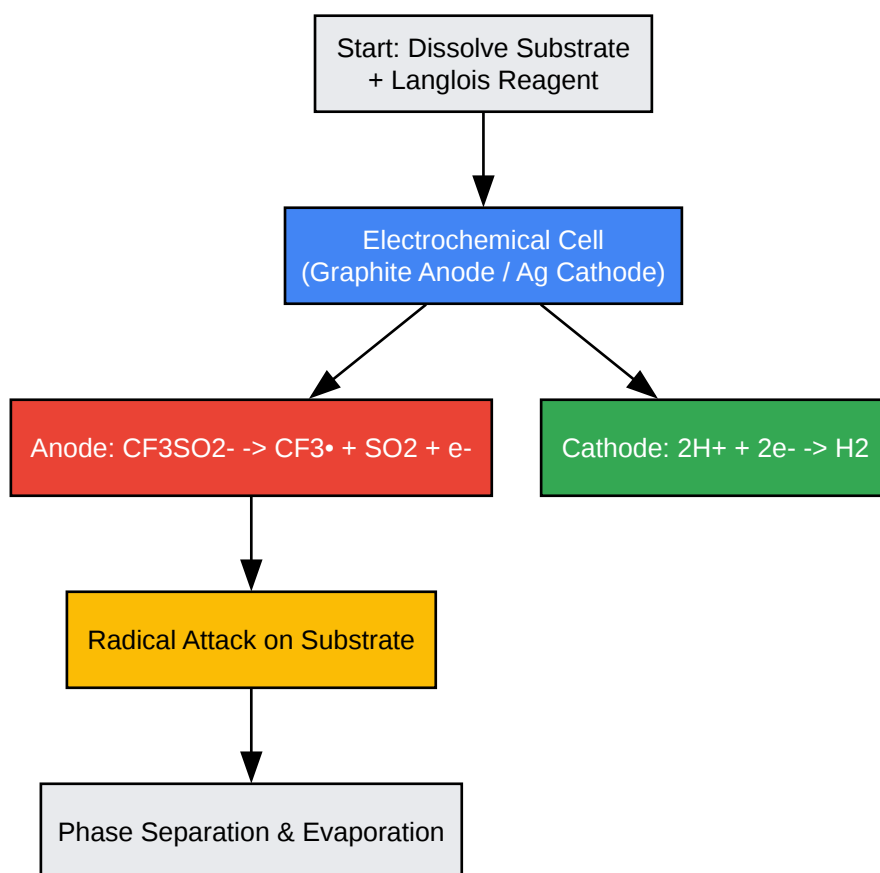 Start: Dissolve Substrate
+ Langlois Reagent
Electrochemical Cell
(Graphite Anode / Ag Cathode)
Anode: CF3SO2- -> CF3• + SO2 + e-
Cathode: 2H+ + 2e- -> H2
Radical Attack on Substrate
Phase Separation & Evaporation